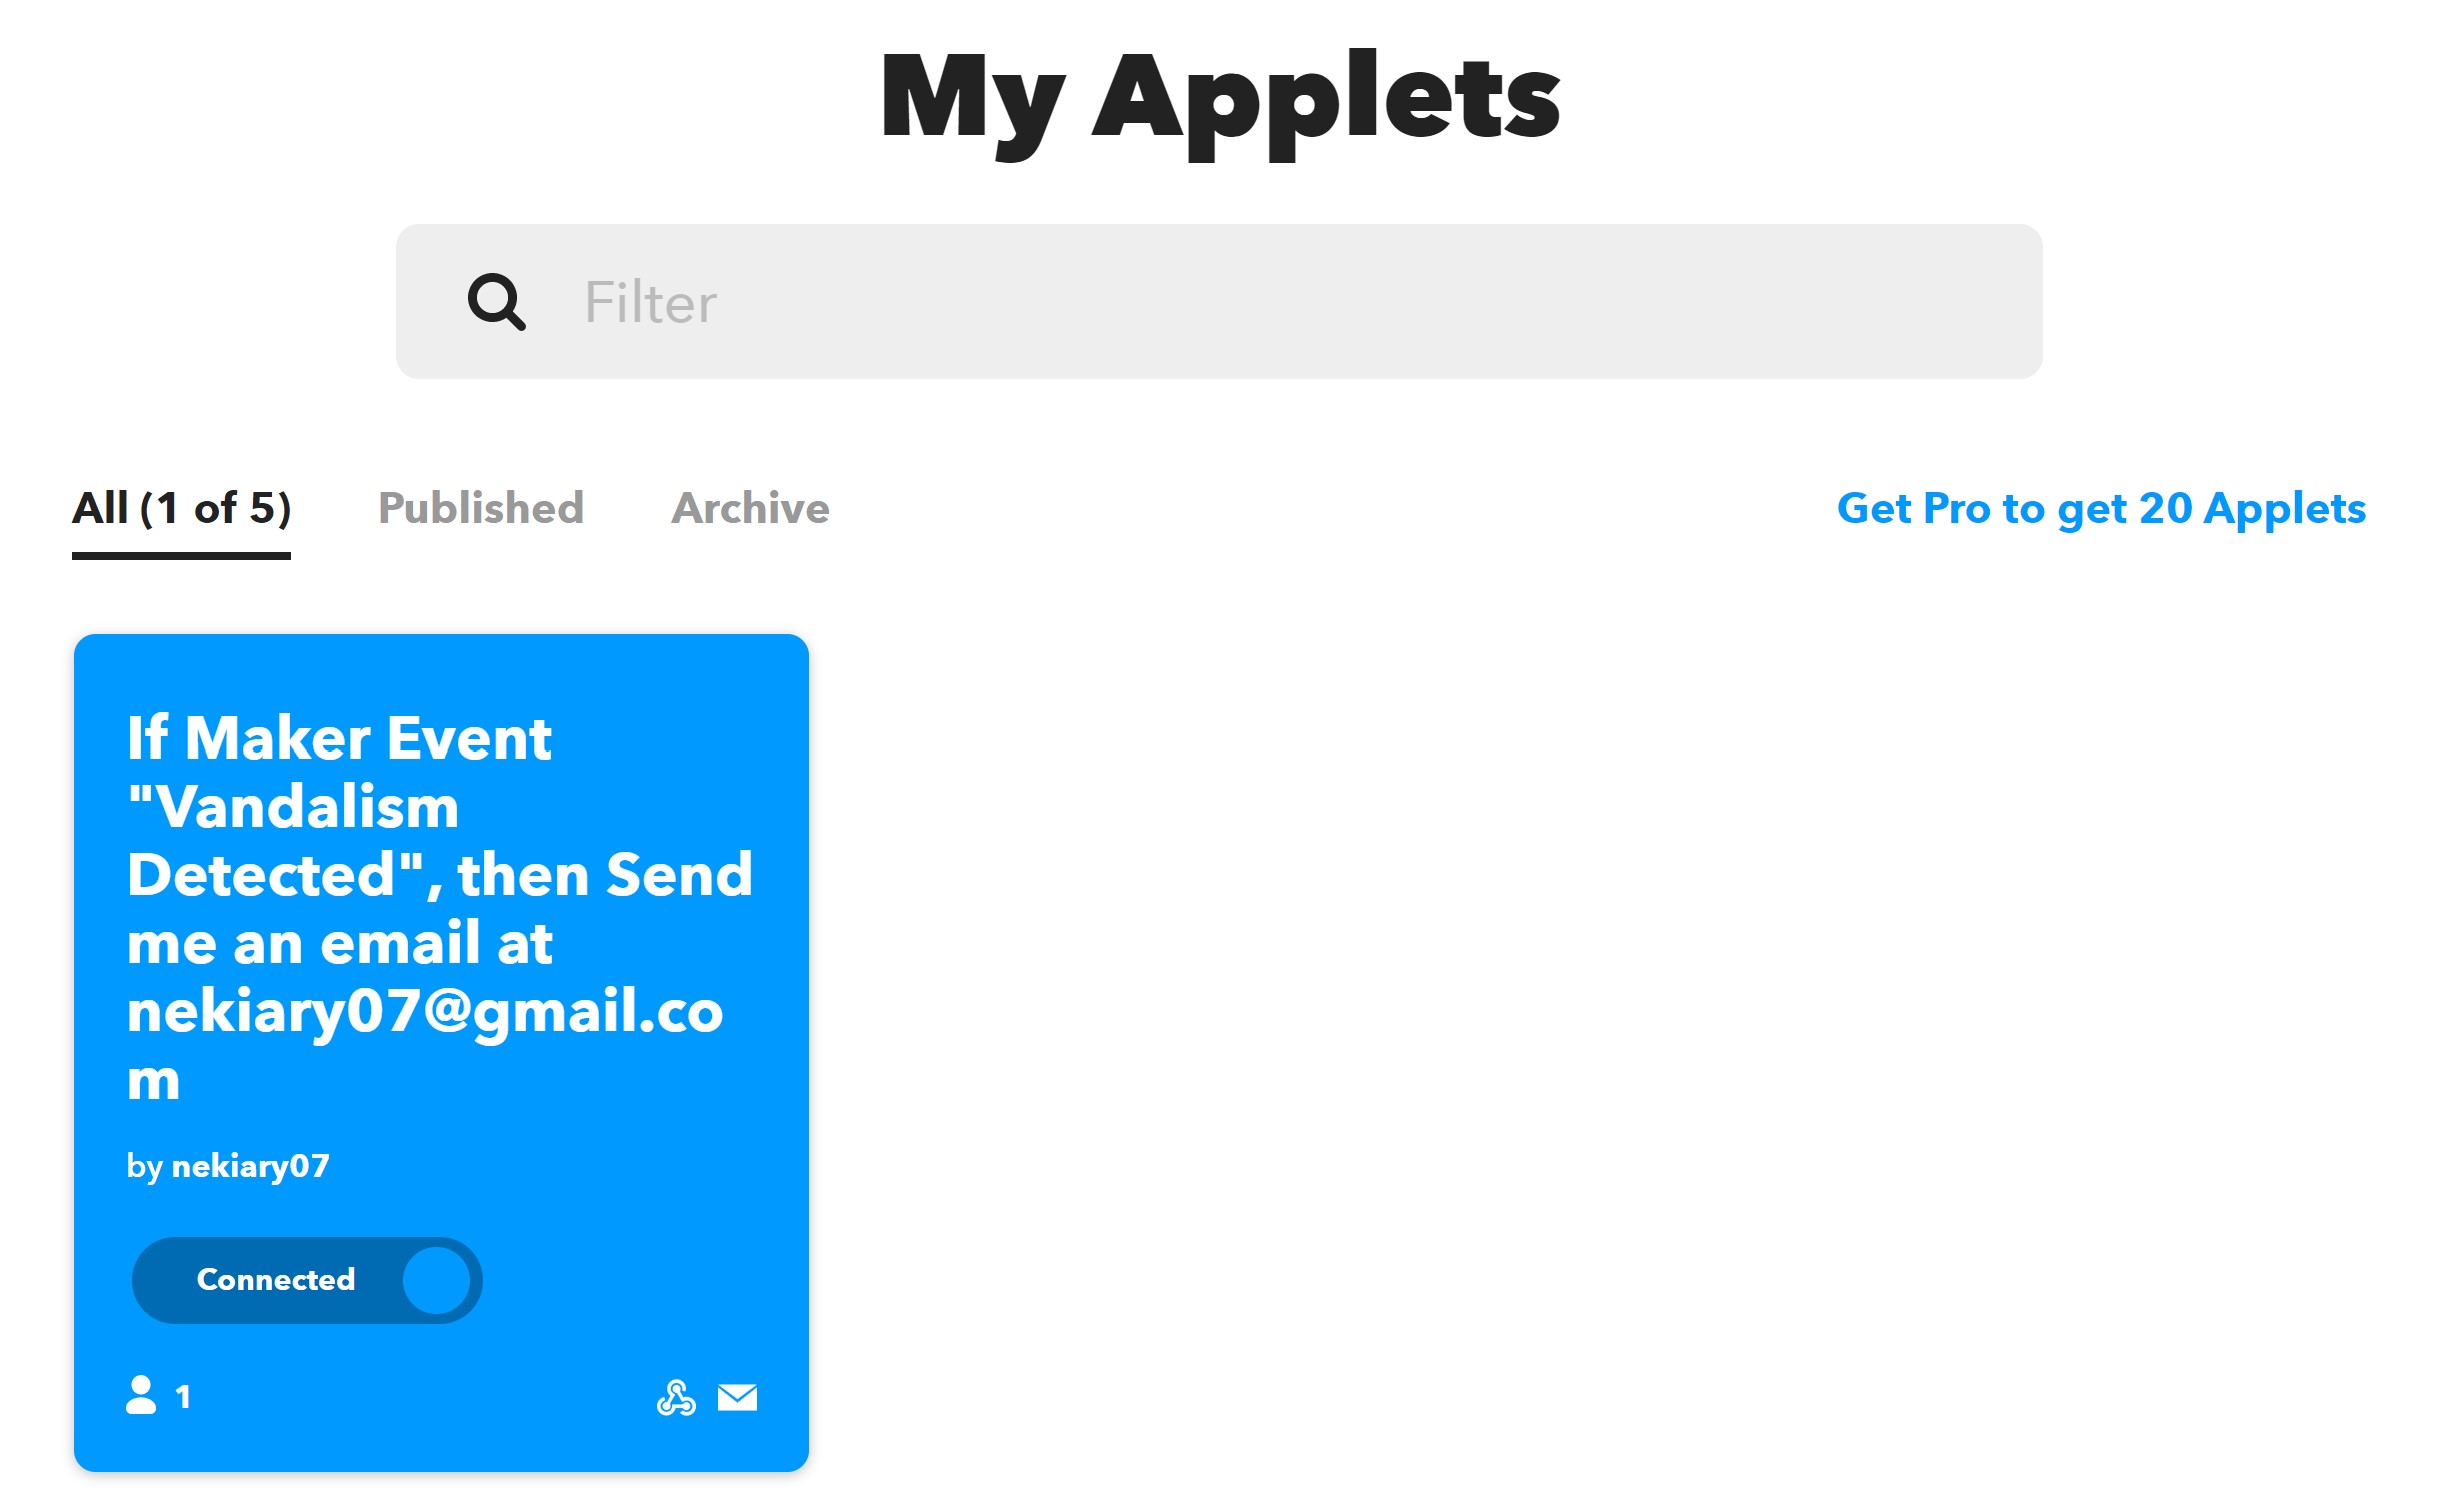 My Applets
Filter
All (1 of 5) Published Archive Get Pro to get 20 Applets
If Maker Event
"Vandalism
Detected", then Send
me an email at
nekiary07@gmail.co
m
by nekiary07
Connected
1